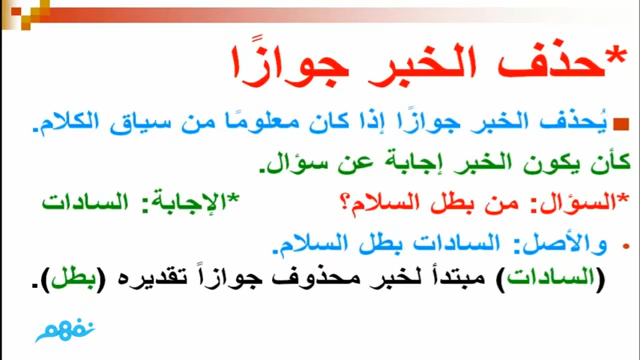 *حذف الخبر جوازًا
يُحذف الخبر جوازًا إذا كان معلومًا من سياق الكلام.
كأن يكون الخبر إجابة عن سؤال.
*السؤال: من بطل السلام؟ *الإجابة: السادات
والأصل: السادات بطل السلام.
(السادات) مبتدأ لخبر محذوف جوازاً تقديره (بطل).
نفهم